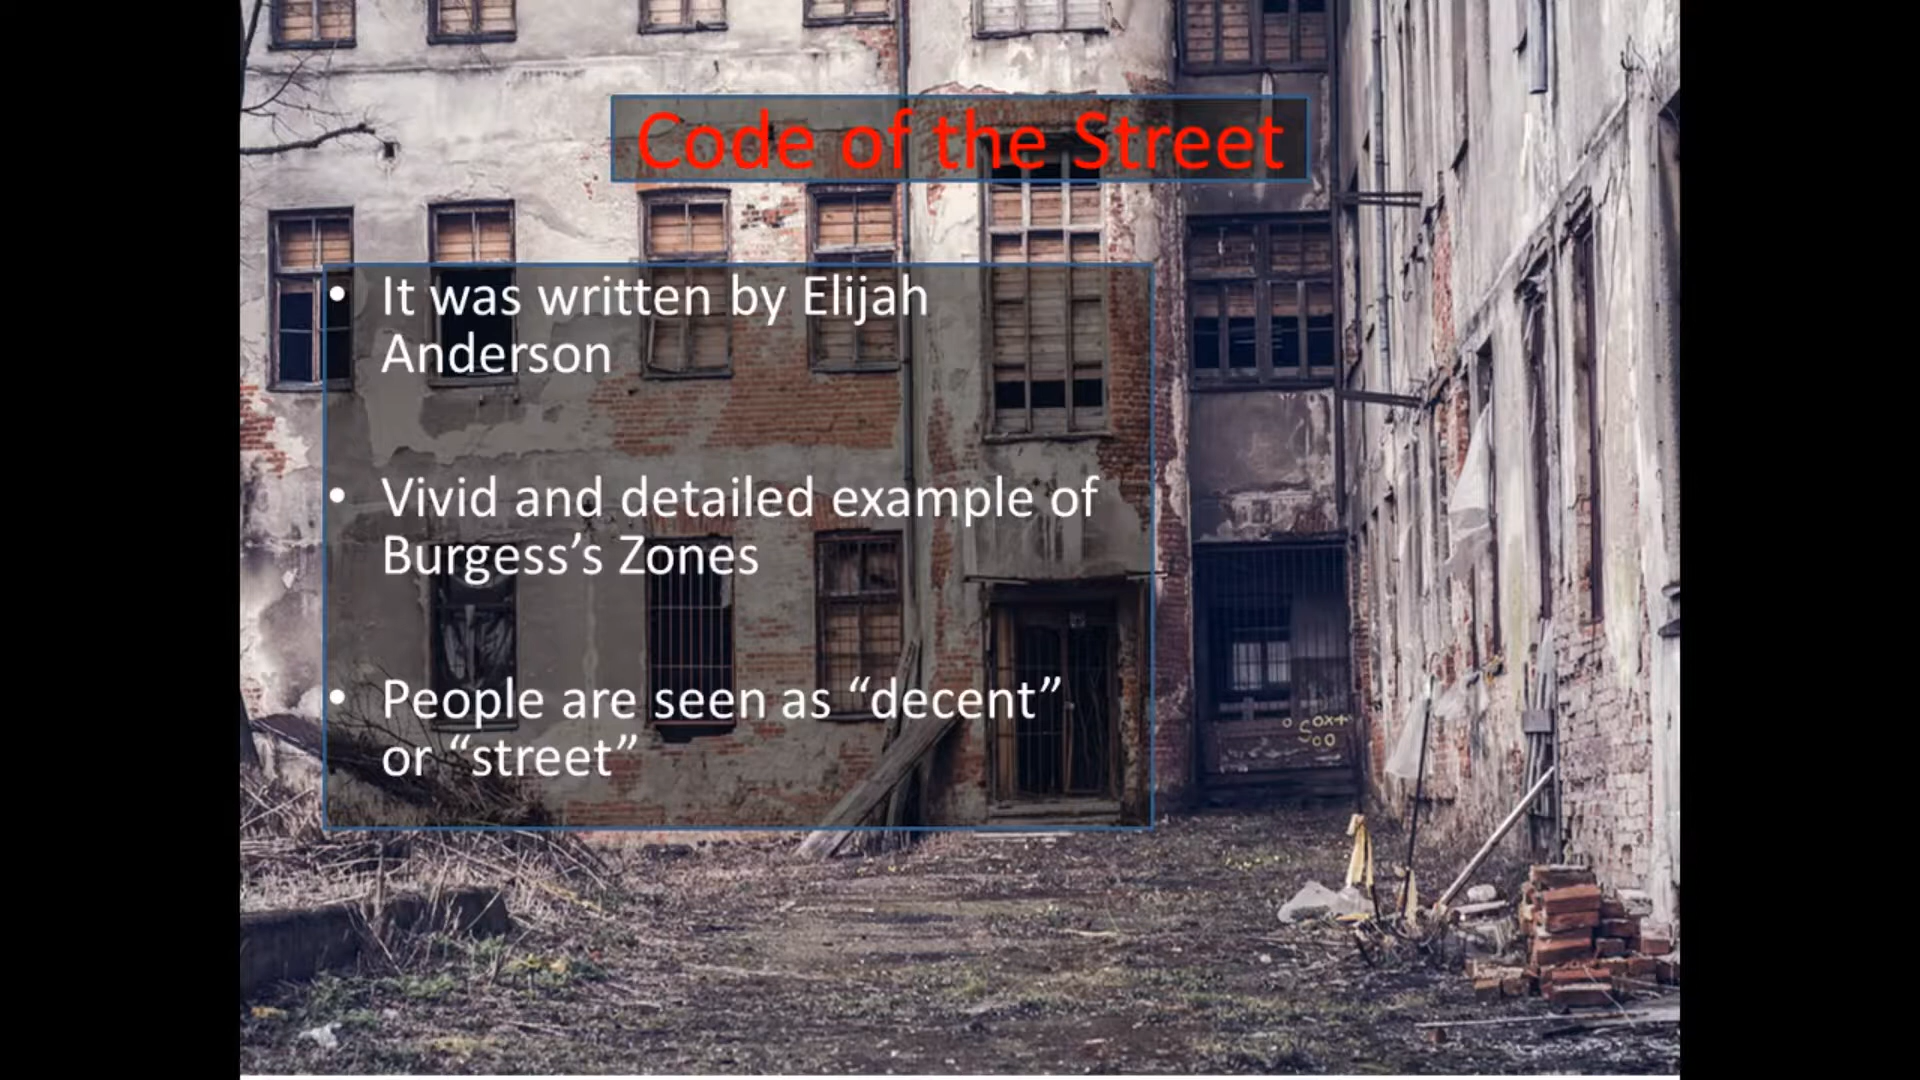 Code of the Street
• It was written by Elijah
Anderson
• Vivid and detailed example of
Burgess’s Zones
• People are seen as “decent”
or “street”